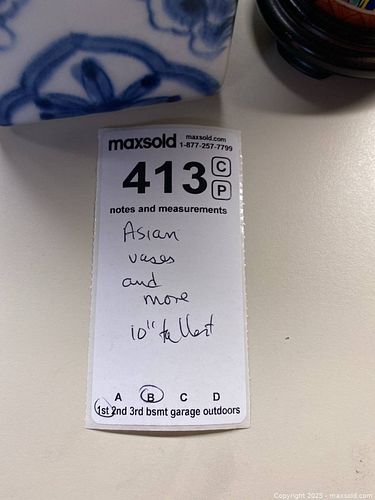 maxsold maxsold.com
1-877-257-7799
413 C
P
notes and measurements
Asian
vases
and
more
10" tallest
A B C D
1st 2nd 3rd bsmt garage outdoors
Copyright 2025 - maxsold.com